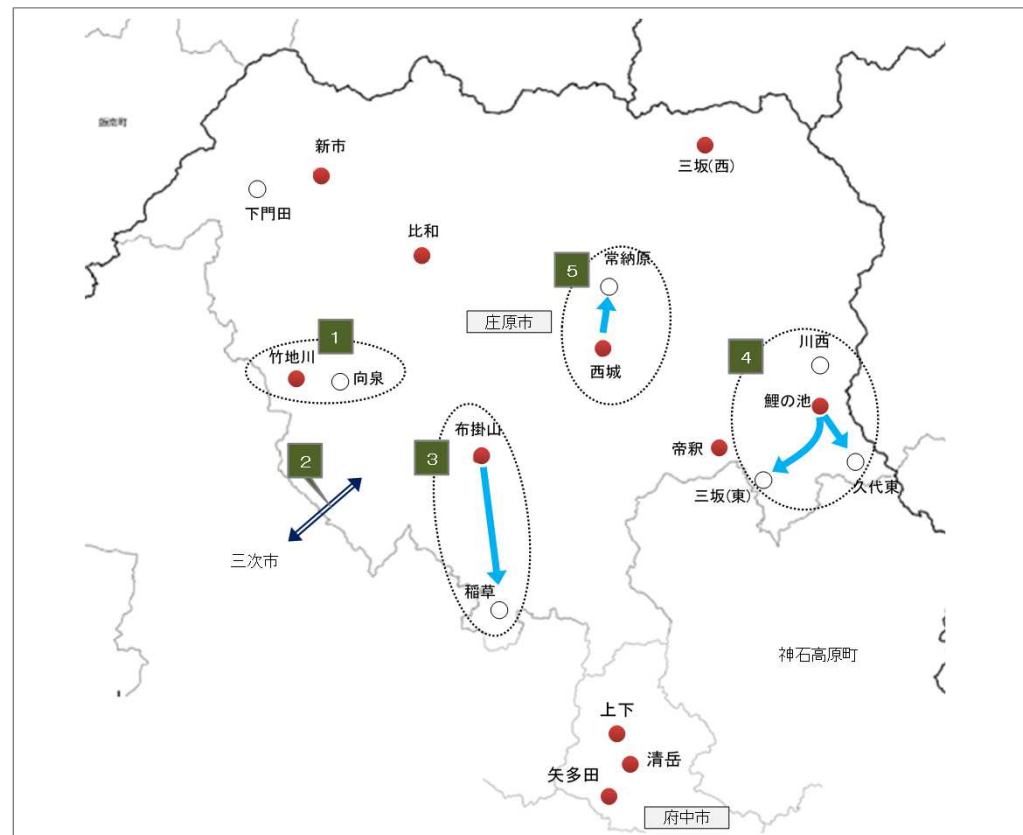 飯南町
新市
三坂(西)
下門田
比和
常納原
5
庄原市
1
川西
4
竹地川
向泉
西城
鯉の池
布掛山
3
帝釈
2
三坂(東)
久代東
三次市
稲草
神石高原町
上下
清岳
矢多田
府中市